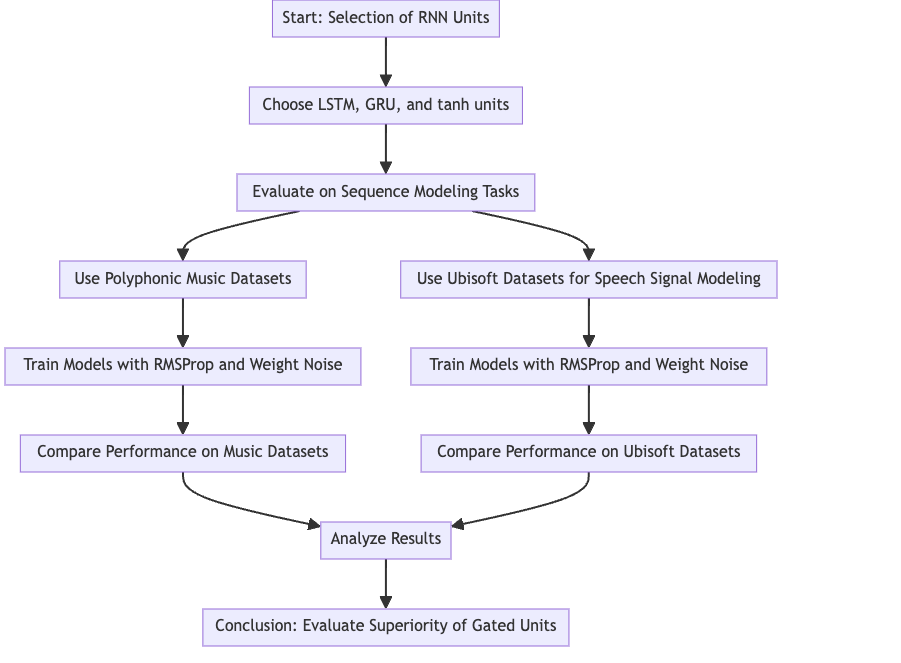 Start: Selection of RNN Units
Choose LSTM, GRU, and tanh units
Evaluate on Sequence Modeling Tasks
Use Polyphonic Music Datasets
Use Ubisoft Datasets for Speech Signal Modeling
Train Models with RMSProp and Weight Noise
Train Models with RMSProp and Weight Noise
Compare Performance on Music Datasets
Compare Performance on Ubisoft Datasets
Analyze Results
Conclusion: Evaluate Superiority of Gated Units